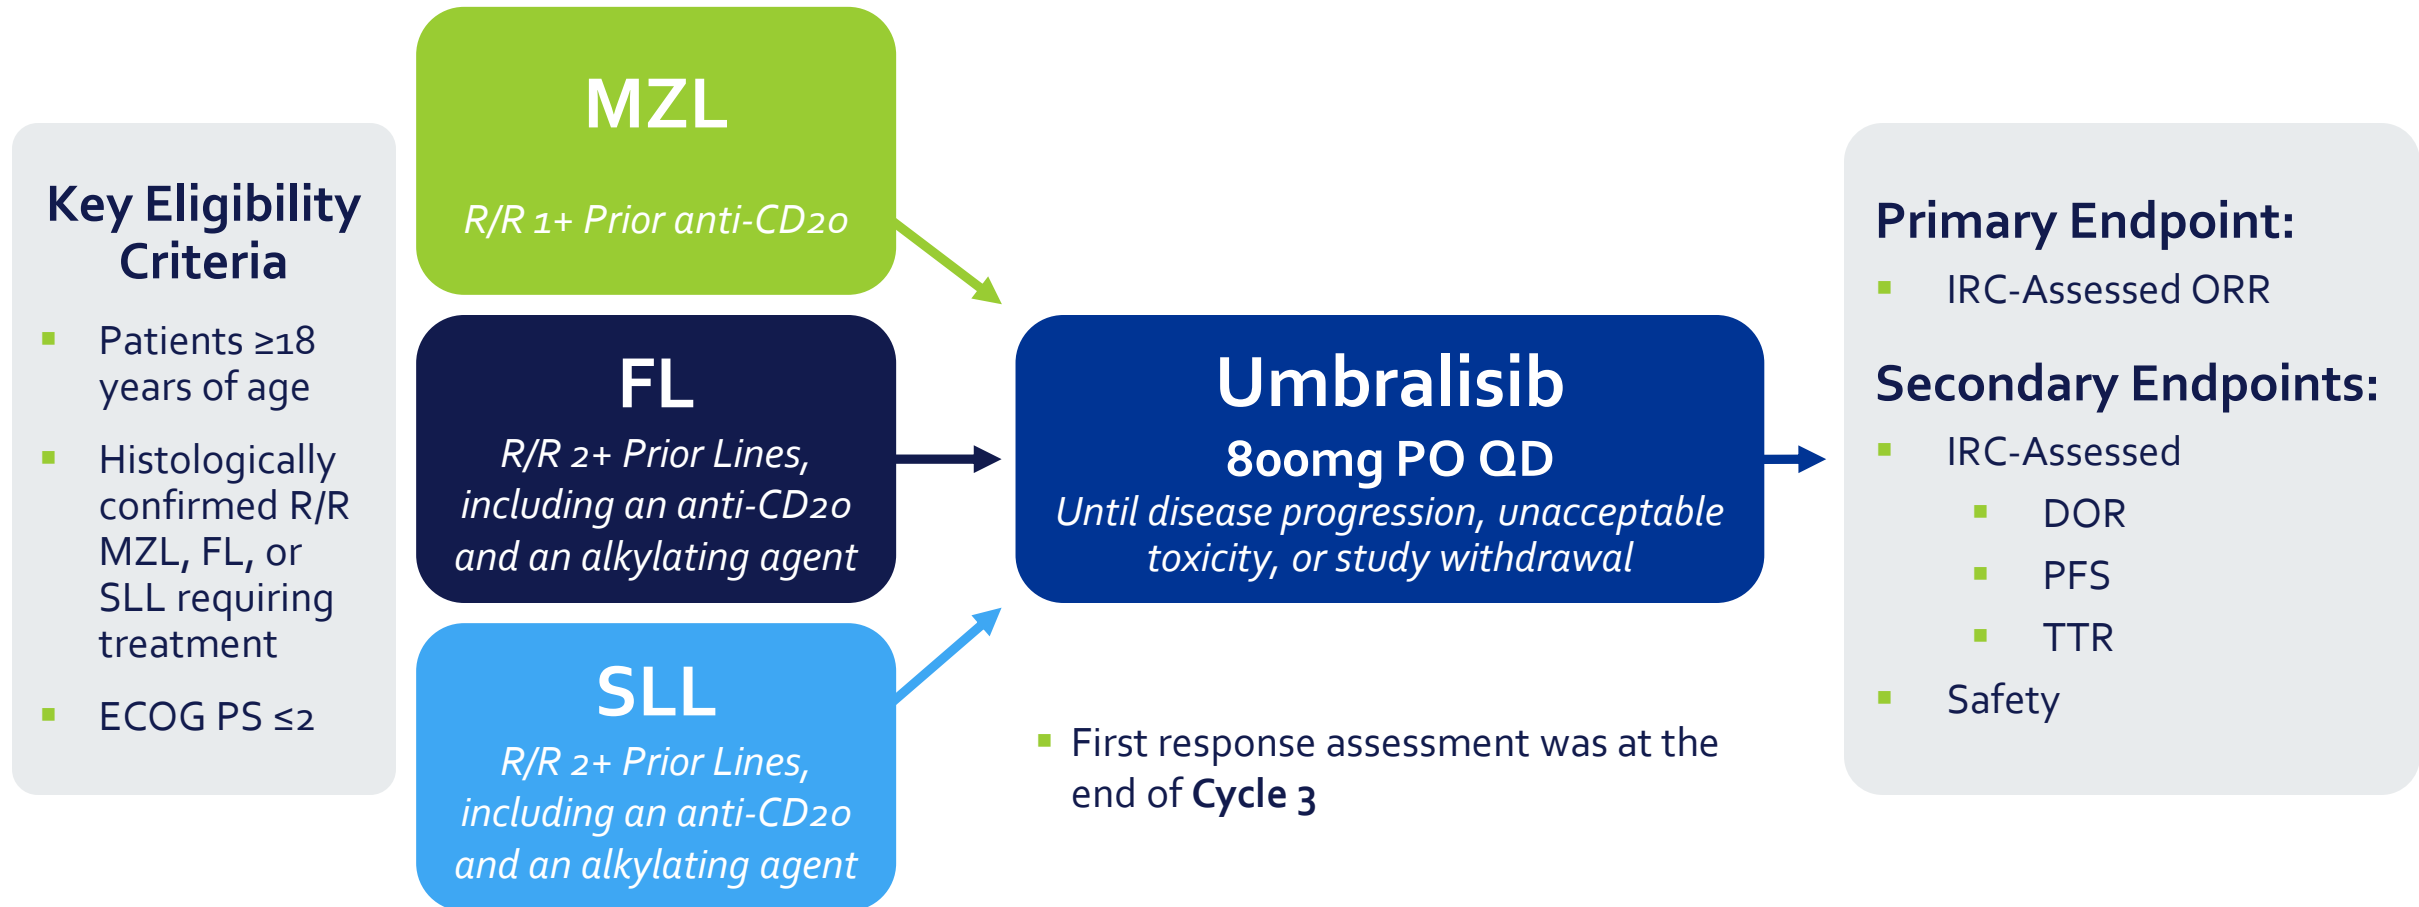 Key Eligibility
Criteria
▪ Patients ≥18
years of age
▪ Histologically
confirmed R/R
MZL, FL, or
SLL requiring
treatment
▪ ECOG PS ≤2
MZL
R/R 1+ Prior anti-CD20
FL
R/R 2+ Prior Lines,
including an anti-CD20
and an alkylating agent
SLL
R/R 2+ Prior Lines,
including an anti-CD20
and an alkylating agent
Umbralisib
800mg PO QD
Until disease progression, unacceptable
toxicity, or study withdrawal
▪ First response assessment was at the
end of Cycle 3
Primary Endpoint:
▪ IRC-Assessed ORR
Secondary Endpoints:
▪ IRC-Assessed
▪ DOR
▪ PFS
▪ TTR
▪ Safety